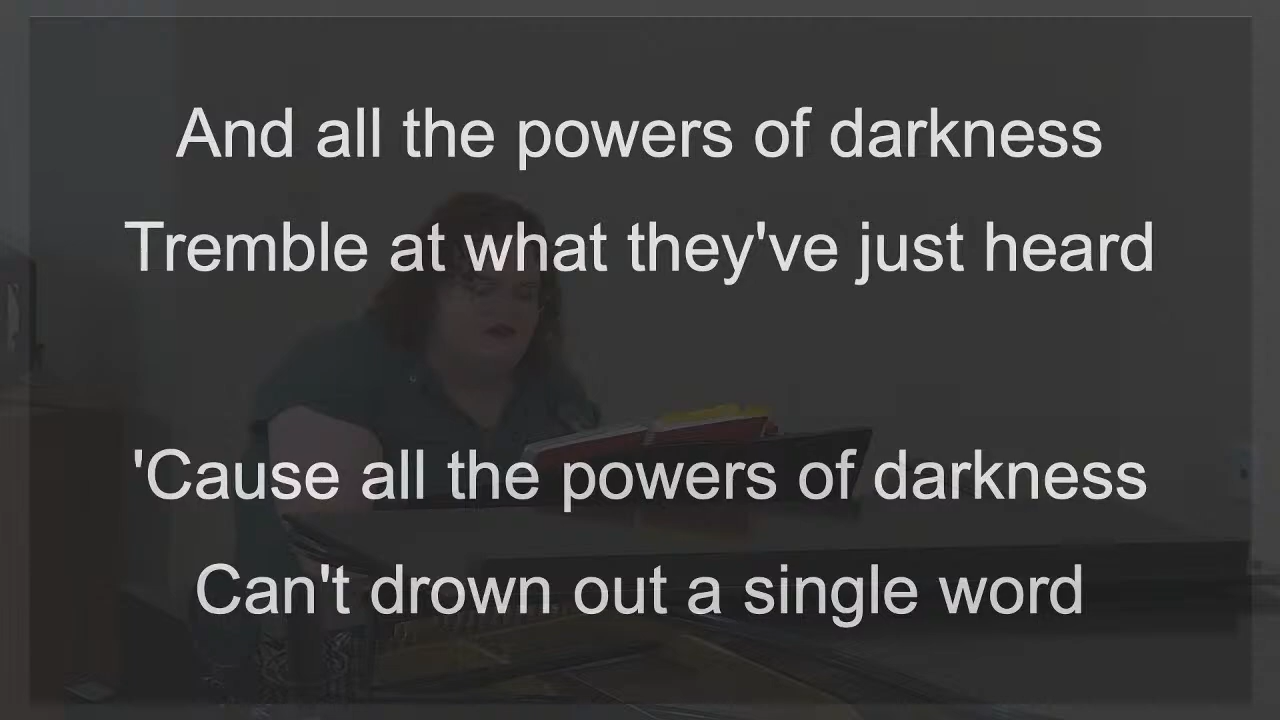 And all the powers of darkness
Tremble at what they've just heard
'Cause all the powers of darkness
Can't drown out a single word